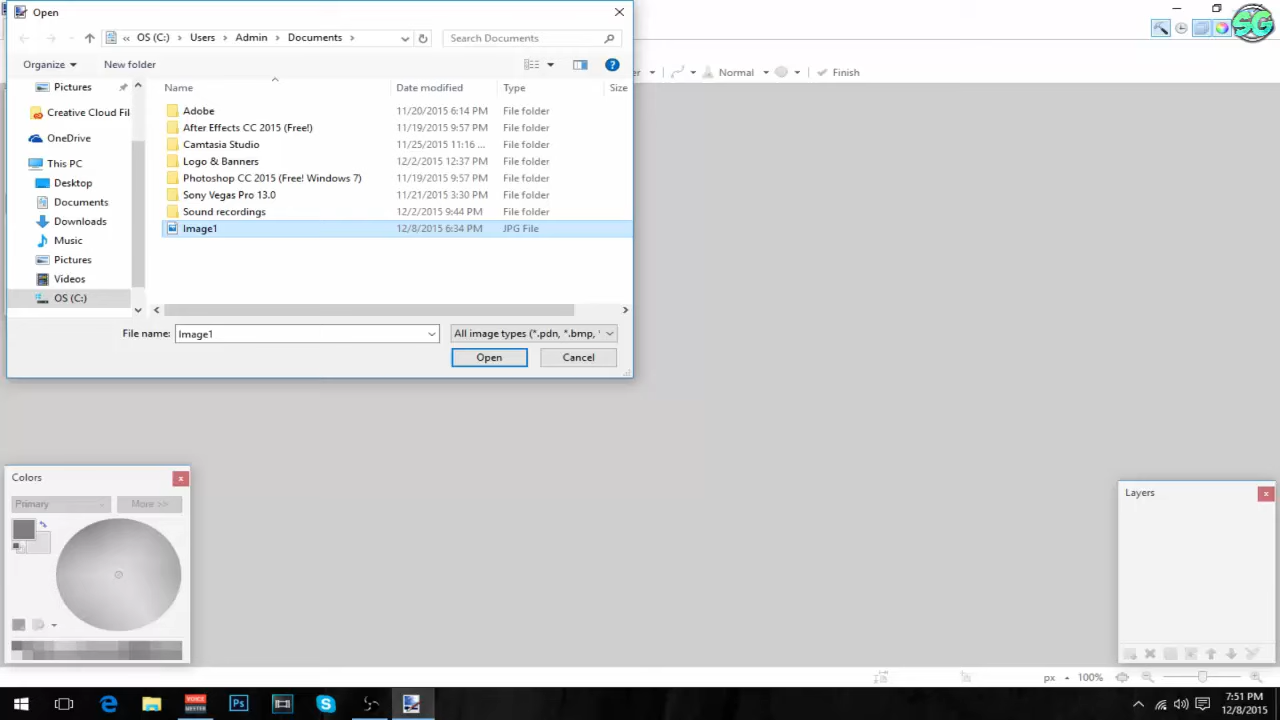 Open
SG
« OS (C:) > Users > Admin > Documents >
Search Documents
Organize
New folder
Normal
Finish
Name
Date modified
Type
Size
Pictures
Creative Cloud Fil
OneDrive
This PC
Desktop
Documents
Downloads
Music
Pictures
Videos
OS (C:)
Adobe 11/20/2015 6:14 PM File folder
After Effects CC 2015 (Free!) 11/19/2015 9:57 PM File folder
Camtasia Studio 11/25/2015 11:16 ... File folder
Logo & Banners 12/2/2015 12:37 PM File folder
Photoshop CC 2015 (Free! Windows 7) 11/19/2015 9:57 PM File folder
Sony Vegas Pro 13.0 11/21/2015 3:30 PM File folder
Sound recordings 12/2/2015 9:44 PM File folder
Image1 12/8/2015 6:34 PM JPG File
File name: Image1
All image types (*.pdn, *.bmp,
Open
Cancel
Colors
Primary
More >>
Layers
px
100%
VOICE
MEETER
Ps
7:51 PM
12/8/2015